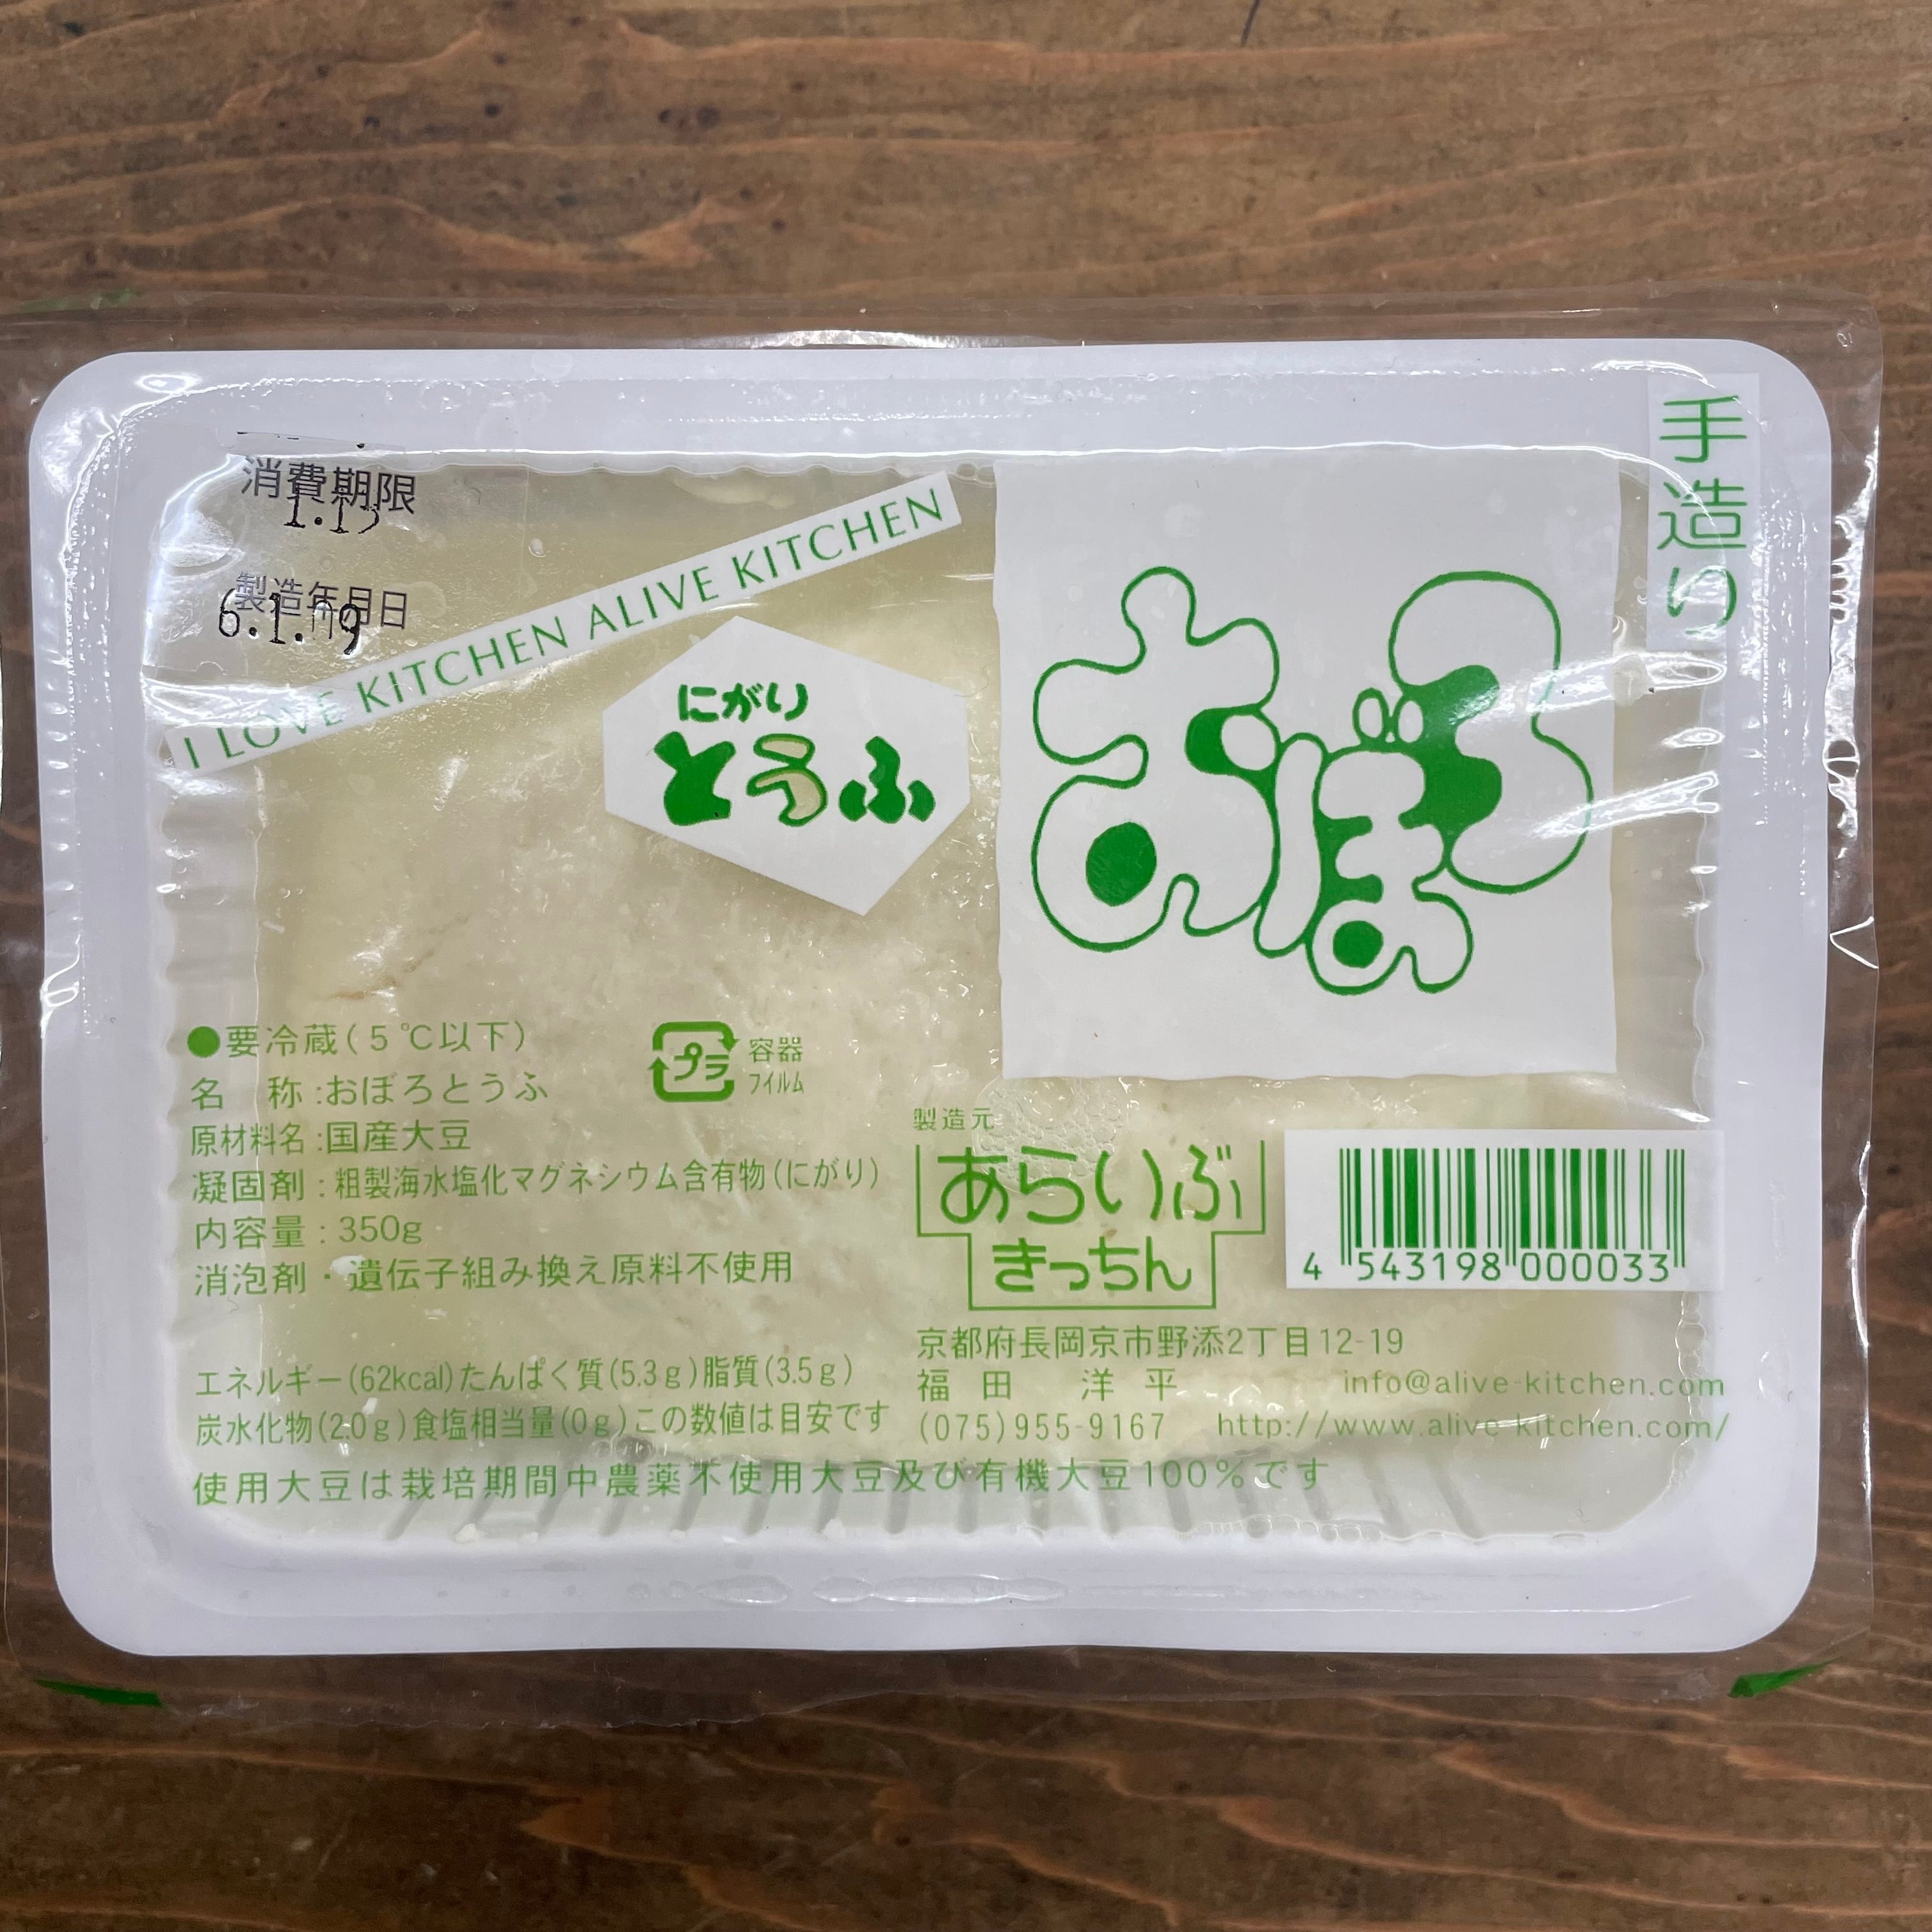 手造り
消費期限
1.13
製造年月日
6.1.09
I LOVE KITCHEN ALIVE KITCHEN
にがり
とうふ
おぼろ
●要冷蔵(5℃以下)
名 称:おぼろとうふ
原材料名:国産大豆
凝固剤:粗製海水塩化マグネシウム含有物(にがり)
内容量:350g
消泡剤・遺伝子組み換え原料不使用
プラ
容器
フイルム
エネルギー(62kcal)たんぱく質(5.3g)脂質(3.5g)
炭水化物(2.0g)食塩相当量(0g)この数値は目安です
製造元
あらいぶ
きっちん
4 543198 000033
京都府長岡京市野添2丁目12-19
福田 洋平 info@alive-kitchen.com
(075)955-9167 http://www.alive-kitchen.com/
使用大豆は栽培期間中農薬不使用大豆及び有機大豆100%です